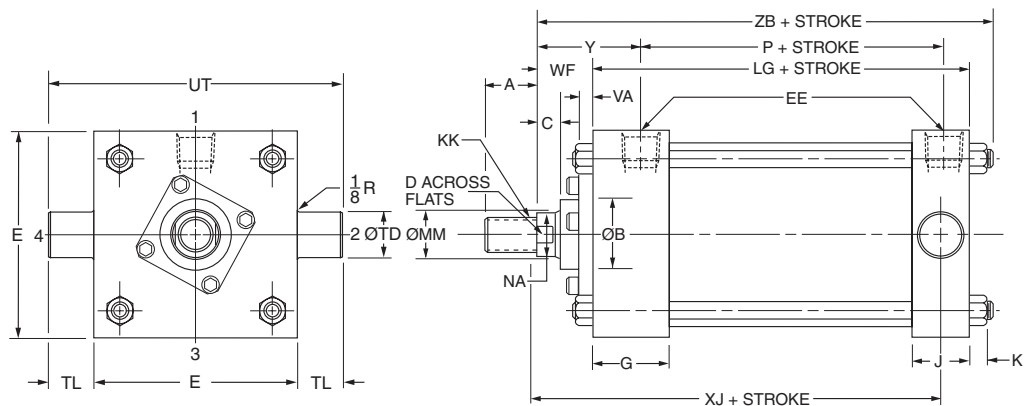 ZB + STROKE
Y
P + STROKE
UT
WF
LG + STROKE
A
VA
EE
1
C
KK
1/8 R
D ACROSS
FLATS
E
4
2
ØTD
ØMM
ØB
NA
3
TL
E
TL
G
J
K
XJ + STROKE